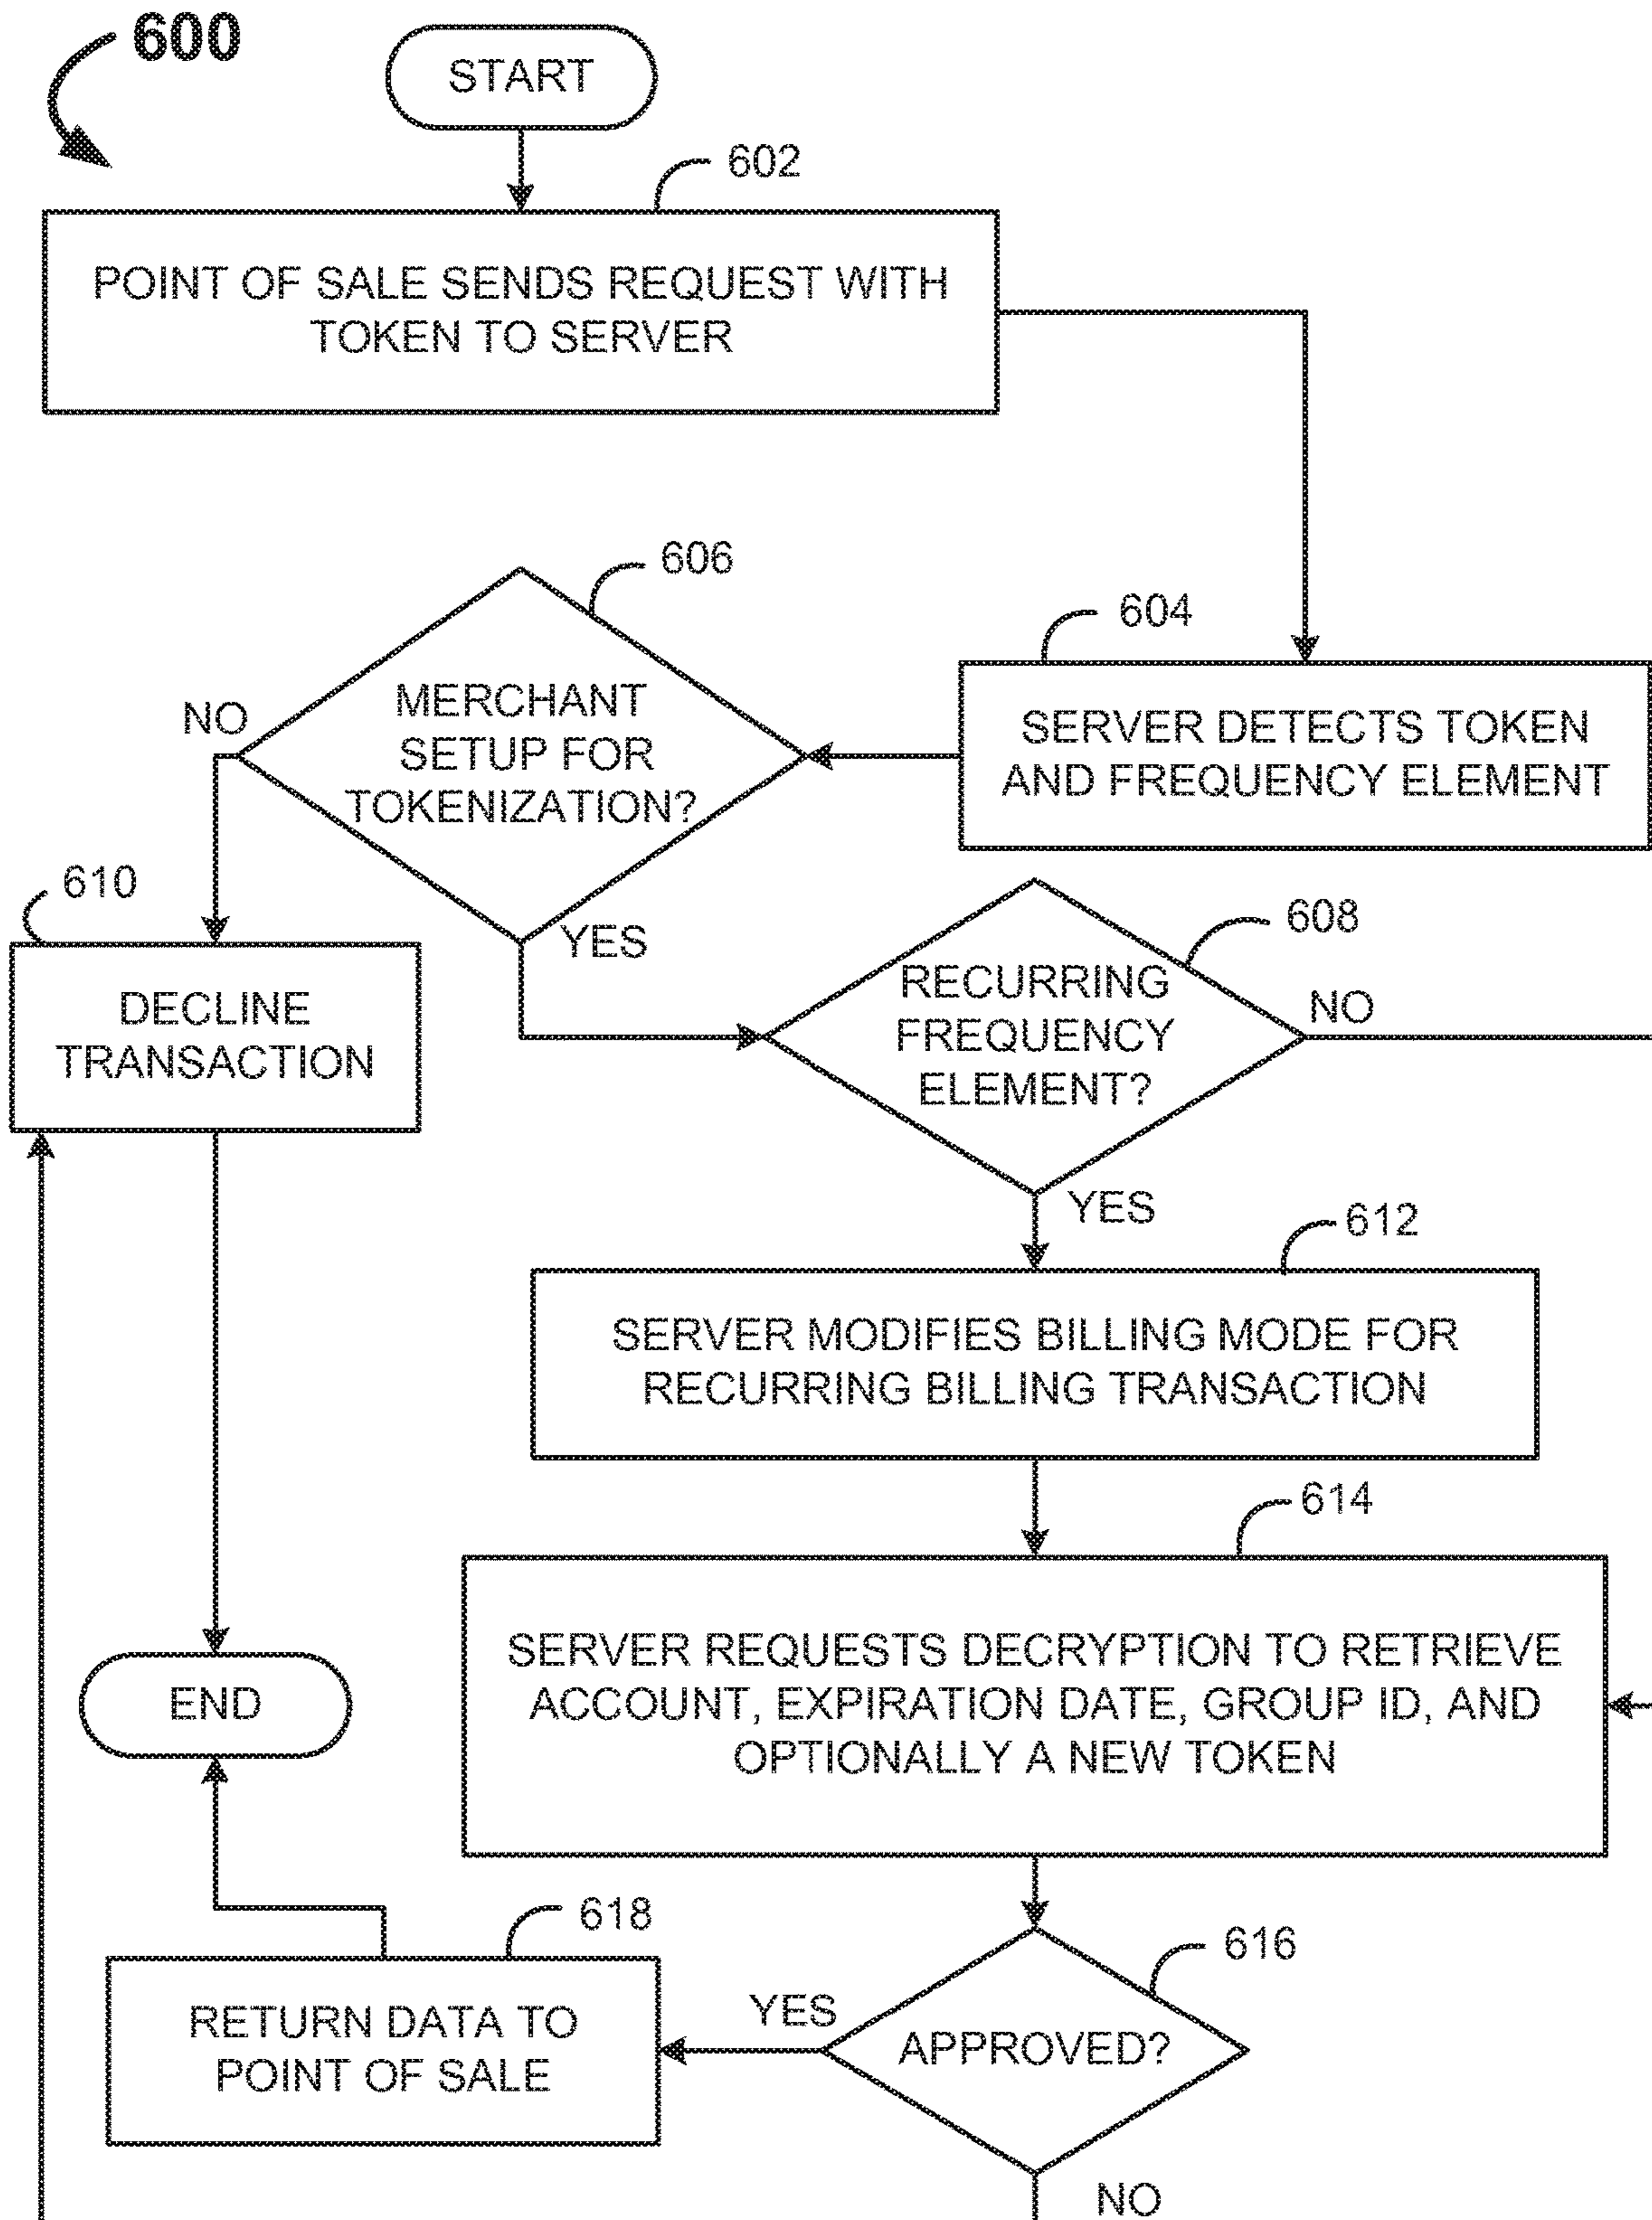 600
START
602
POINT OF SALE SENDS REQUEST WITH
TOKEN TO SERVER
606
604
MERCHANT
SETUP FOR
TOKENIZATION?
NO
SERVER DETECTS TOKEN
AND FREQUENCY ELEMENT
610
YES
608
DECLINE
TRANSACTION
RECURRING
FREQUENCY
ELEMENT?
NO
YES
612
SERVER MODIFIES BILLING MODE FOR
RECURRING BILLING TRANSACTION
614
SERVER REQUESTS DECRYPTION TO RETRIEVE
ACCOUNT, EXPIRATION DATE, GROUP ID, AND
OPTIONALLY A NEW TOKEN
END
618
616
YES
APPROVED?
RETURN DATA TO
POINT OF SALE
NO